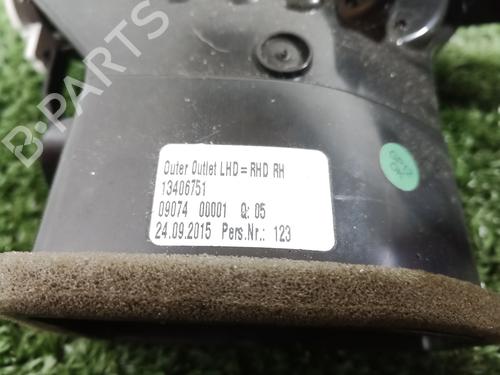 B-PARTS
Outer Outlet LHD = RHD RH
13406751
09074 00001 Q: 05
24.09.2015 Pers.Nr.: 123